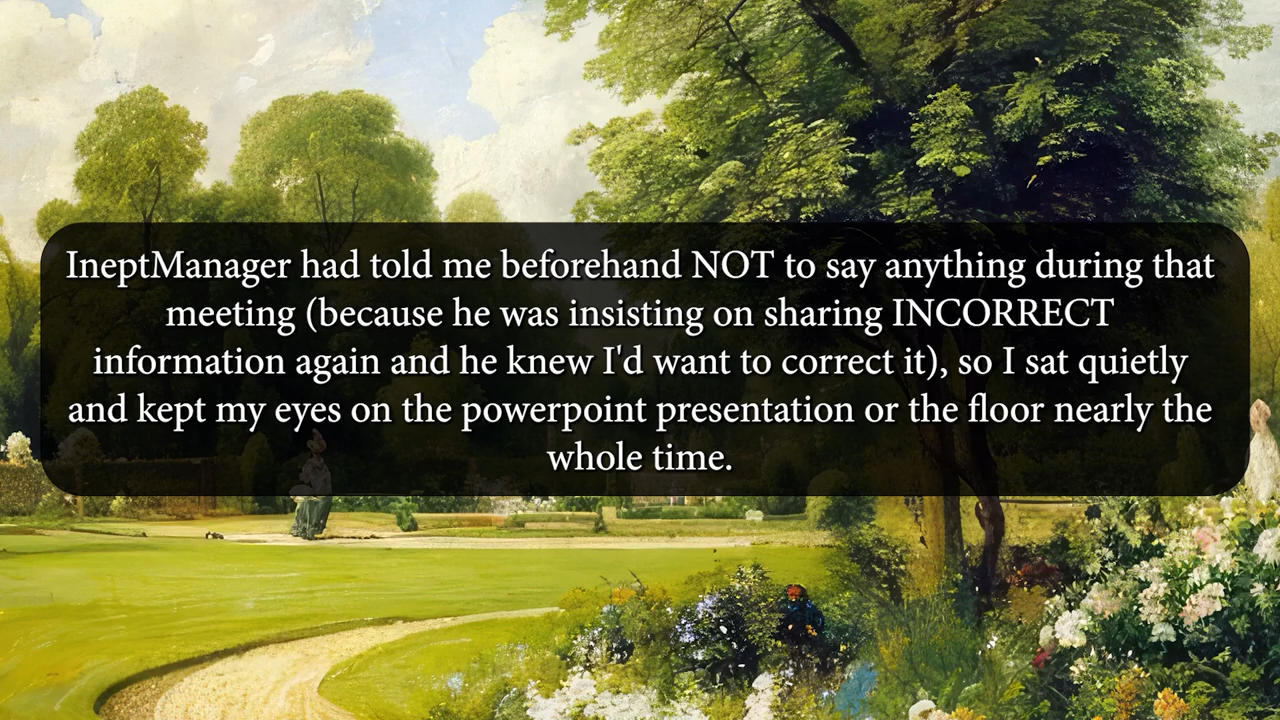 IneptManager had told me beforehand NOT to say anything during that
meeting (because he was insisting on sharing INCORRECT
information again and he knew I'd want to correct it), so I sat quietly
and kept my eyes on the powerpoint presentation or the floor nearly the
whole time.